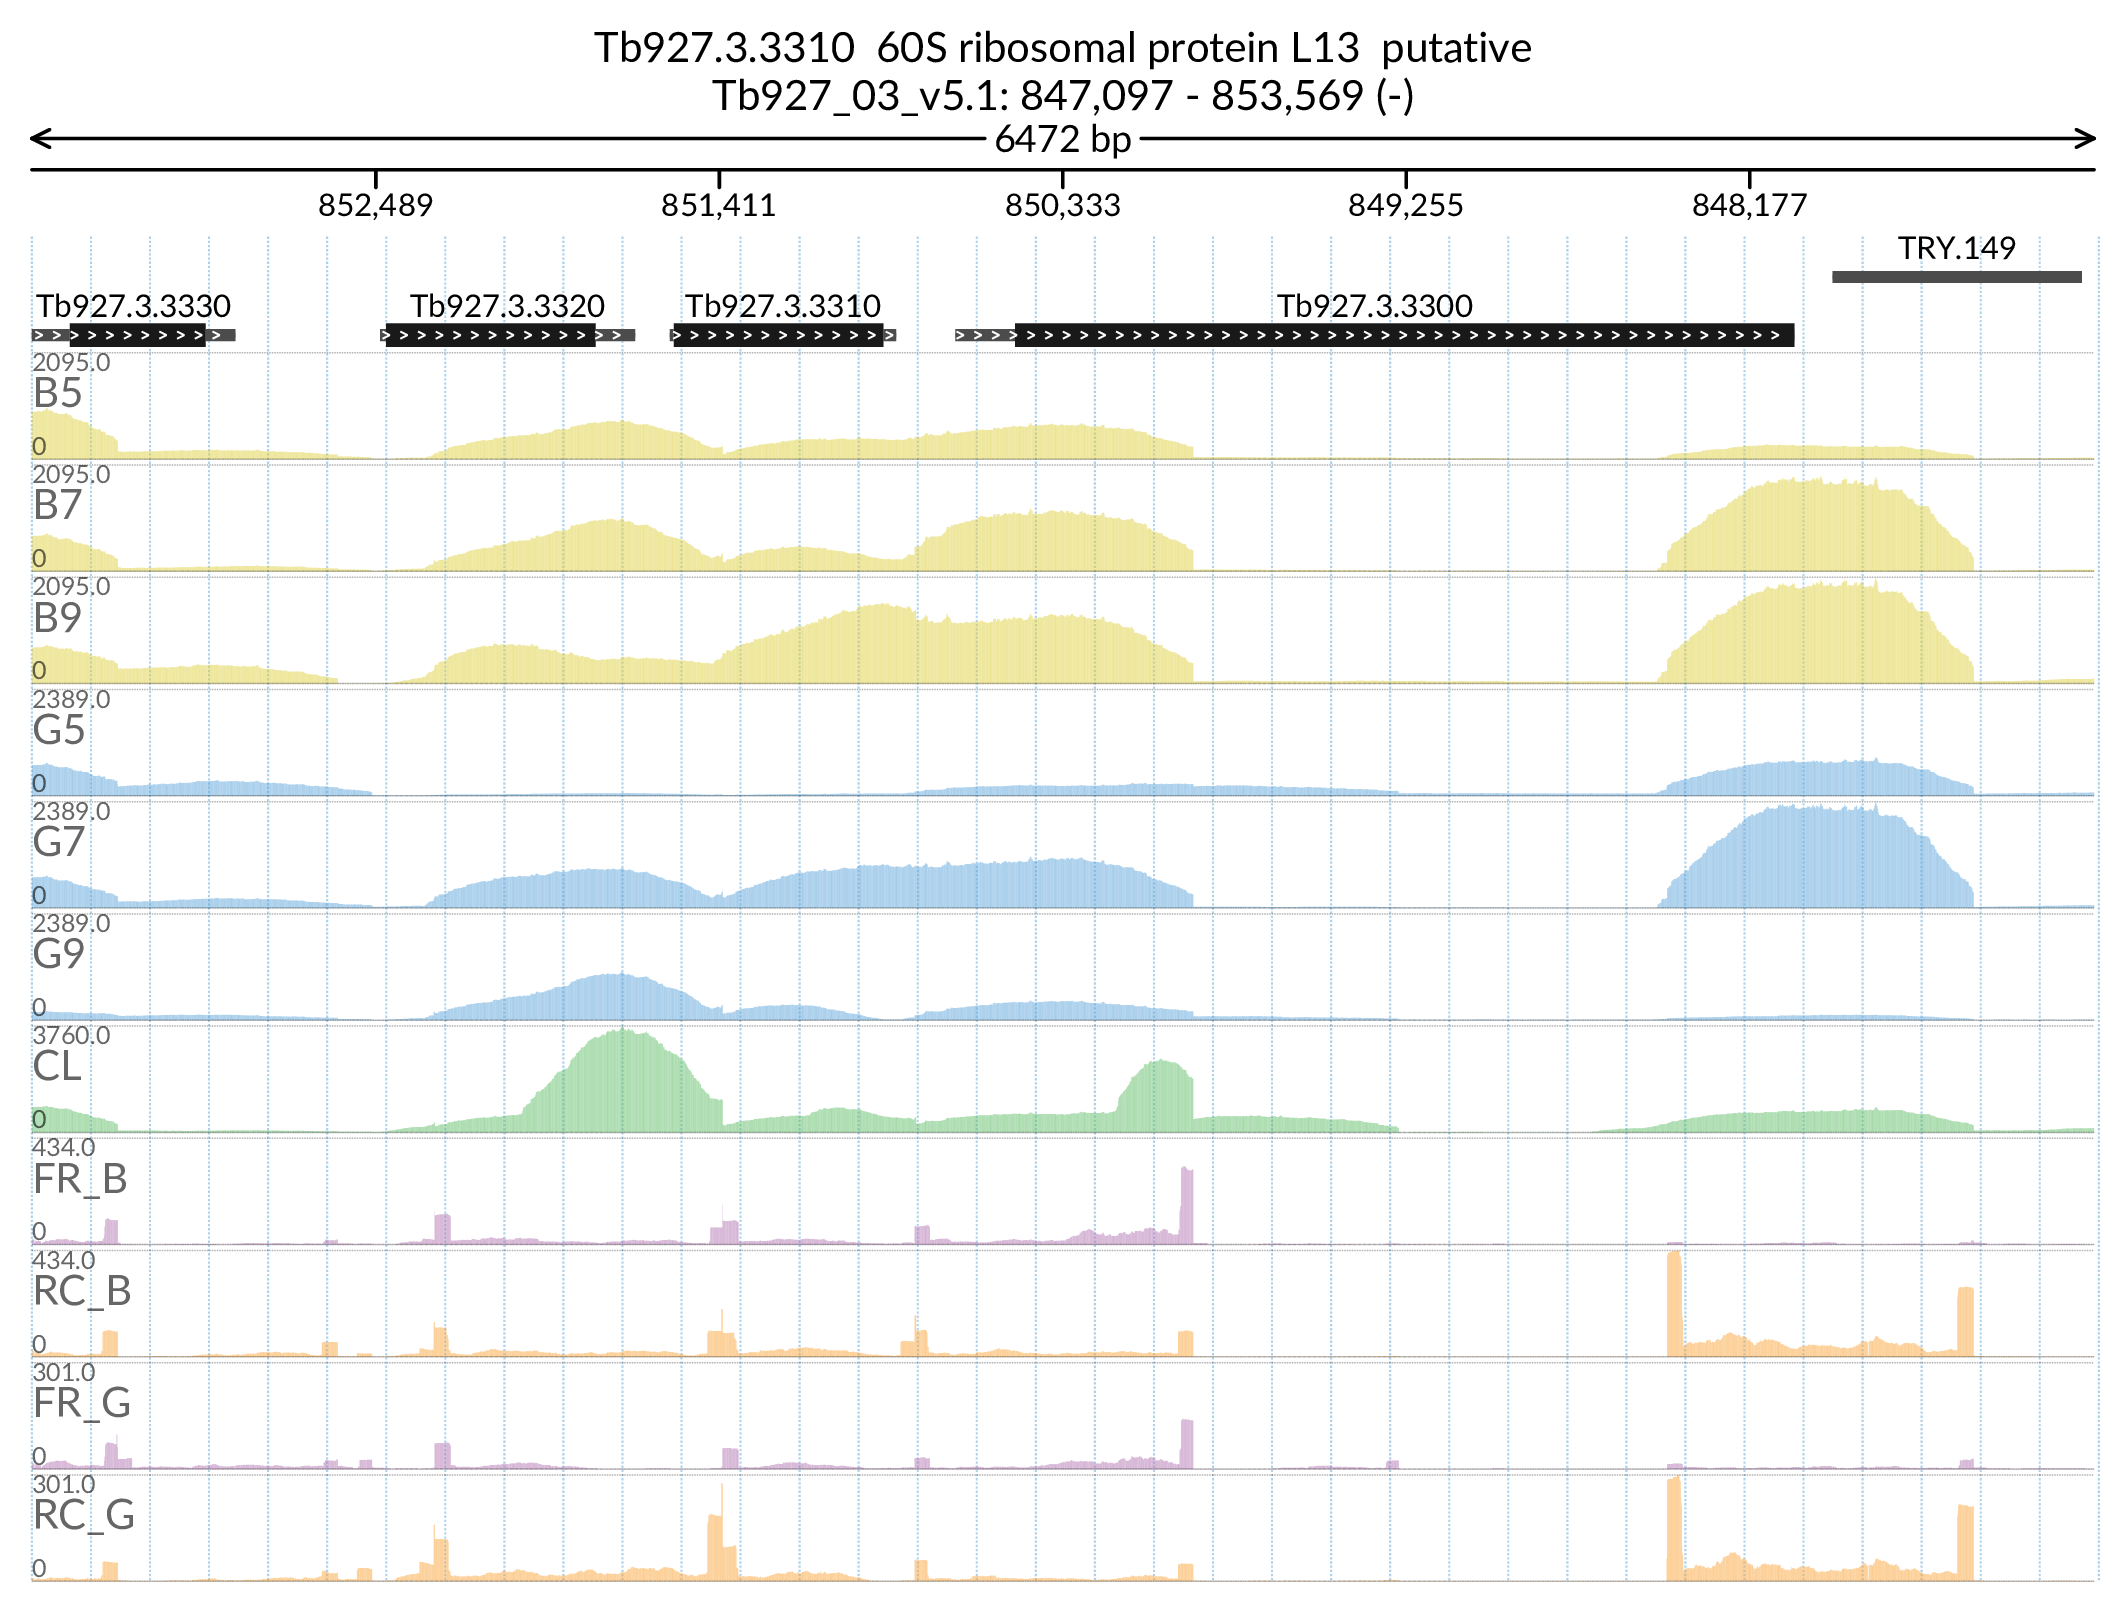 Tb927.3.3310  60S ribosomal protein L13  putative
Tb927_03_v5.1: 847,097 - 853,569 (-)
6472 bp
852,489 851,411 850,333 849,255 848,177
TRY.149
Tb927.3.3330 Tb927.3.3320 Tb927.3.3310 Tb927.3.3300
2095.0
B5
0
2095.0
B7
0
2095.0
B9
0
2389.0
G5
0
2389.0
G7
0
2389.0
G9
0
3760.0
CL
0
434.0
FR_B
0
434.0
RC_B
0
301.0
FR_G
0
301.0
RC_G
0